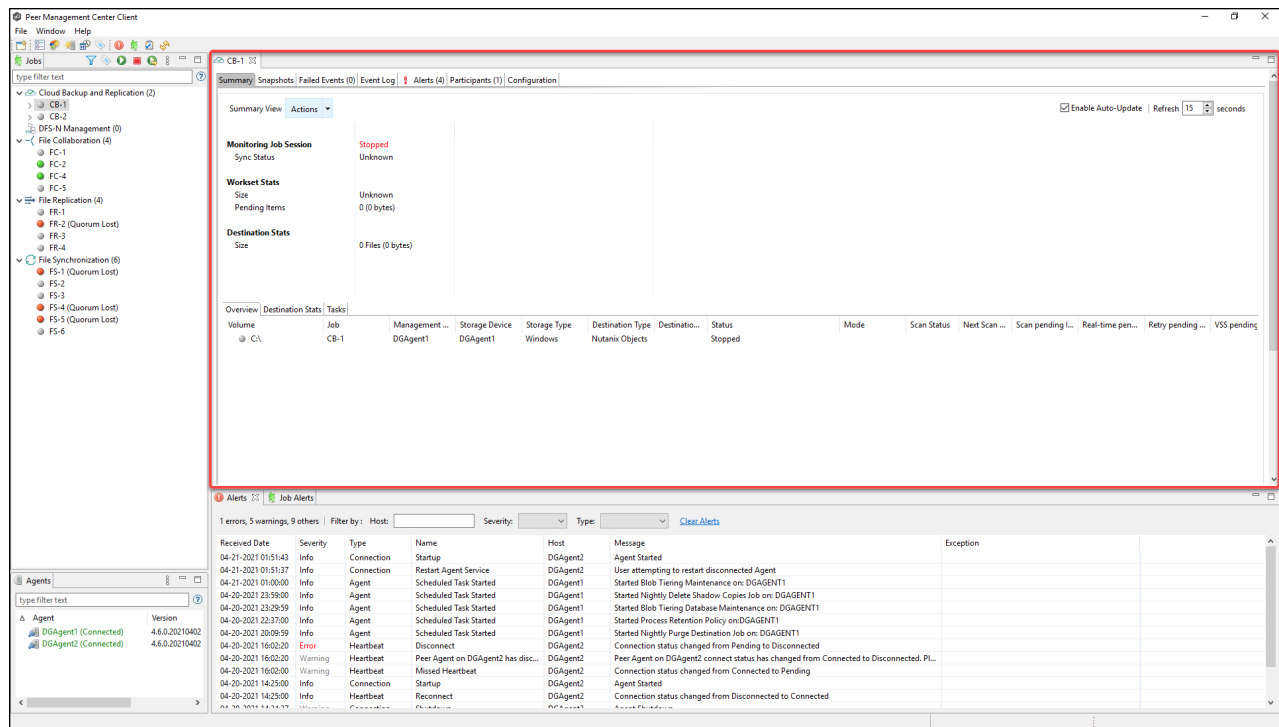 Peer Management Center Client
File Window Help
Jobs
type filter text
Cloud Backup and Replication (2)
CB-1
CB-2
DFS-N Management (0)
File Collaboration (4)
FC-1
FC-2
FC-4
FC-5
File Replication (4)
FR-1
FR-2 (Quorum Lost)
FR-3
FR-4
File Synchronization (6)
FS-1 (Quorum Lost)
FS-2
FS-3
FS-4 (Quorum Lost)
FS-5 (Quorum Lost)
FS-6
Agents
type filter text
Agent Version
DGAgent1 (Connected) 4.6.0.20210402
DGAgent2 (Connected) 4.6.0.20210402
CB-1
Summary Snapshots Failed Events (0) Event Log Alerts (4) Participants (1) Configuration
Summary View Actions Enable Auto-Update Refresh 15 seconds
Monitoring Job Session Stopped
Sync Status Unknown
Workset Stats
Size Unknown
Pending Items 0 (0 bytes)
Destination Stats
Size 0 Files (0 bytes)
Overview Destination Stats Tasks
Volume Job Management ... Storage Device Storage Type Destination Type Destinatio... Status Mode Scan Status Next Scan ... Scan pending I... Real-time pen... Retry pending ... VSS pending
C:\ CB-1 DGAgent1 DGAgent1 Windows Nutanix Objects Stopped
Alerts Job Alerts
1 errors, 5 warnings, 9 others Filter by: Host: Severity: Type: Clear Alerts
Received Date Severity Type Name Host Message Exception
04-21-2021 01:51:43 Info Connection Startup DGAgent2 Agent Started
04-21-2021 01:51:37 Info Connection Restart Agent Service DGAgent2 User attempting to restart disconnected Agent
04-21-2021 01:00:00 Info Agent Scheduled Task Started DGAgent1 Started Blob Tiering Maintenance on: DGAGENT1
04-20-2021 23:59:00 Info Agent Scheduled Task Started DGAgent1 Started Nightly Delete Shadow Copies Job on: DGAGENT1
04-20-2021 23:29:59 Info Agent Scheduled Task Started DGAgent1 Started Blob Tiering Database Maintenance on: DGAGENT1
04-20-2021 22:37:00 Info Agent Scheduled Task Started DGAgent1 Started Process Retention Policy on:DGAGENT1
04-20-2021 20:09:59 Info Agent Scheduled Task Started DGAgent1 Started Nightly Purge Destination Job on: DGAGENT1
04-20-2021 16:02:20 Error Heartbeat Disconnect DGAgent2 Connection status changed from Pending to Disconnected
04-20-2021 16:02:20 Warning Heartbeat Peer Agent on DGAgent2 has disc... DGAgent2 Peer Agent on DGAgent2 connect status has changed from Connected to Disconnected. Pl...
04-20-2021 16:02:00 Warning Heartbeat Missed Heartbeat DGAgent2 Connection status changed from Connected to Pending
04-20-2021 14:25:00 Info Connection Startup DGAgent2 Agent Started
04-20-2021 14:25:00 Info Heartbeat Reconnect DGAgent2 Connection status changed from Disconnected to Connected